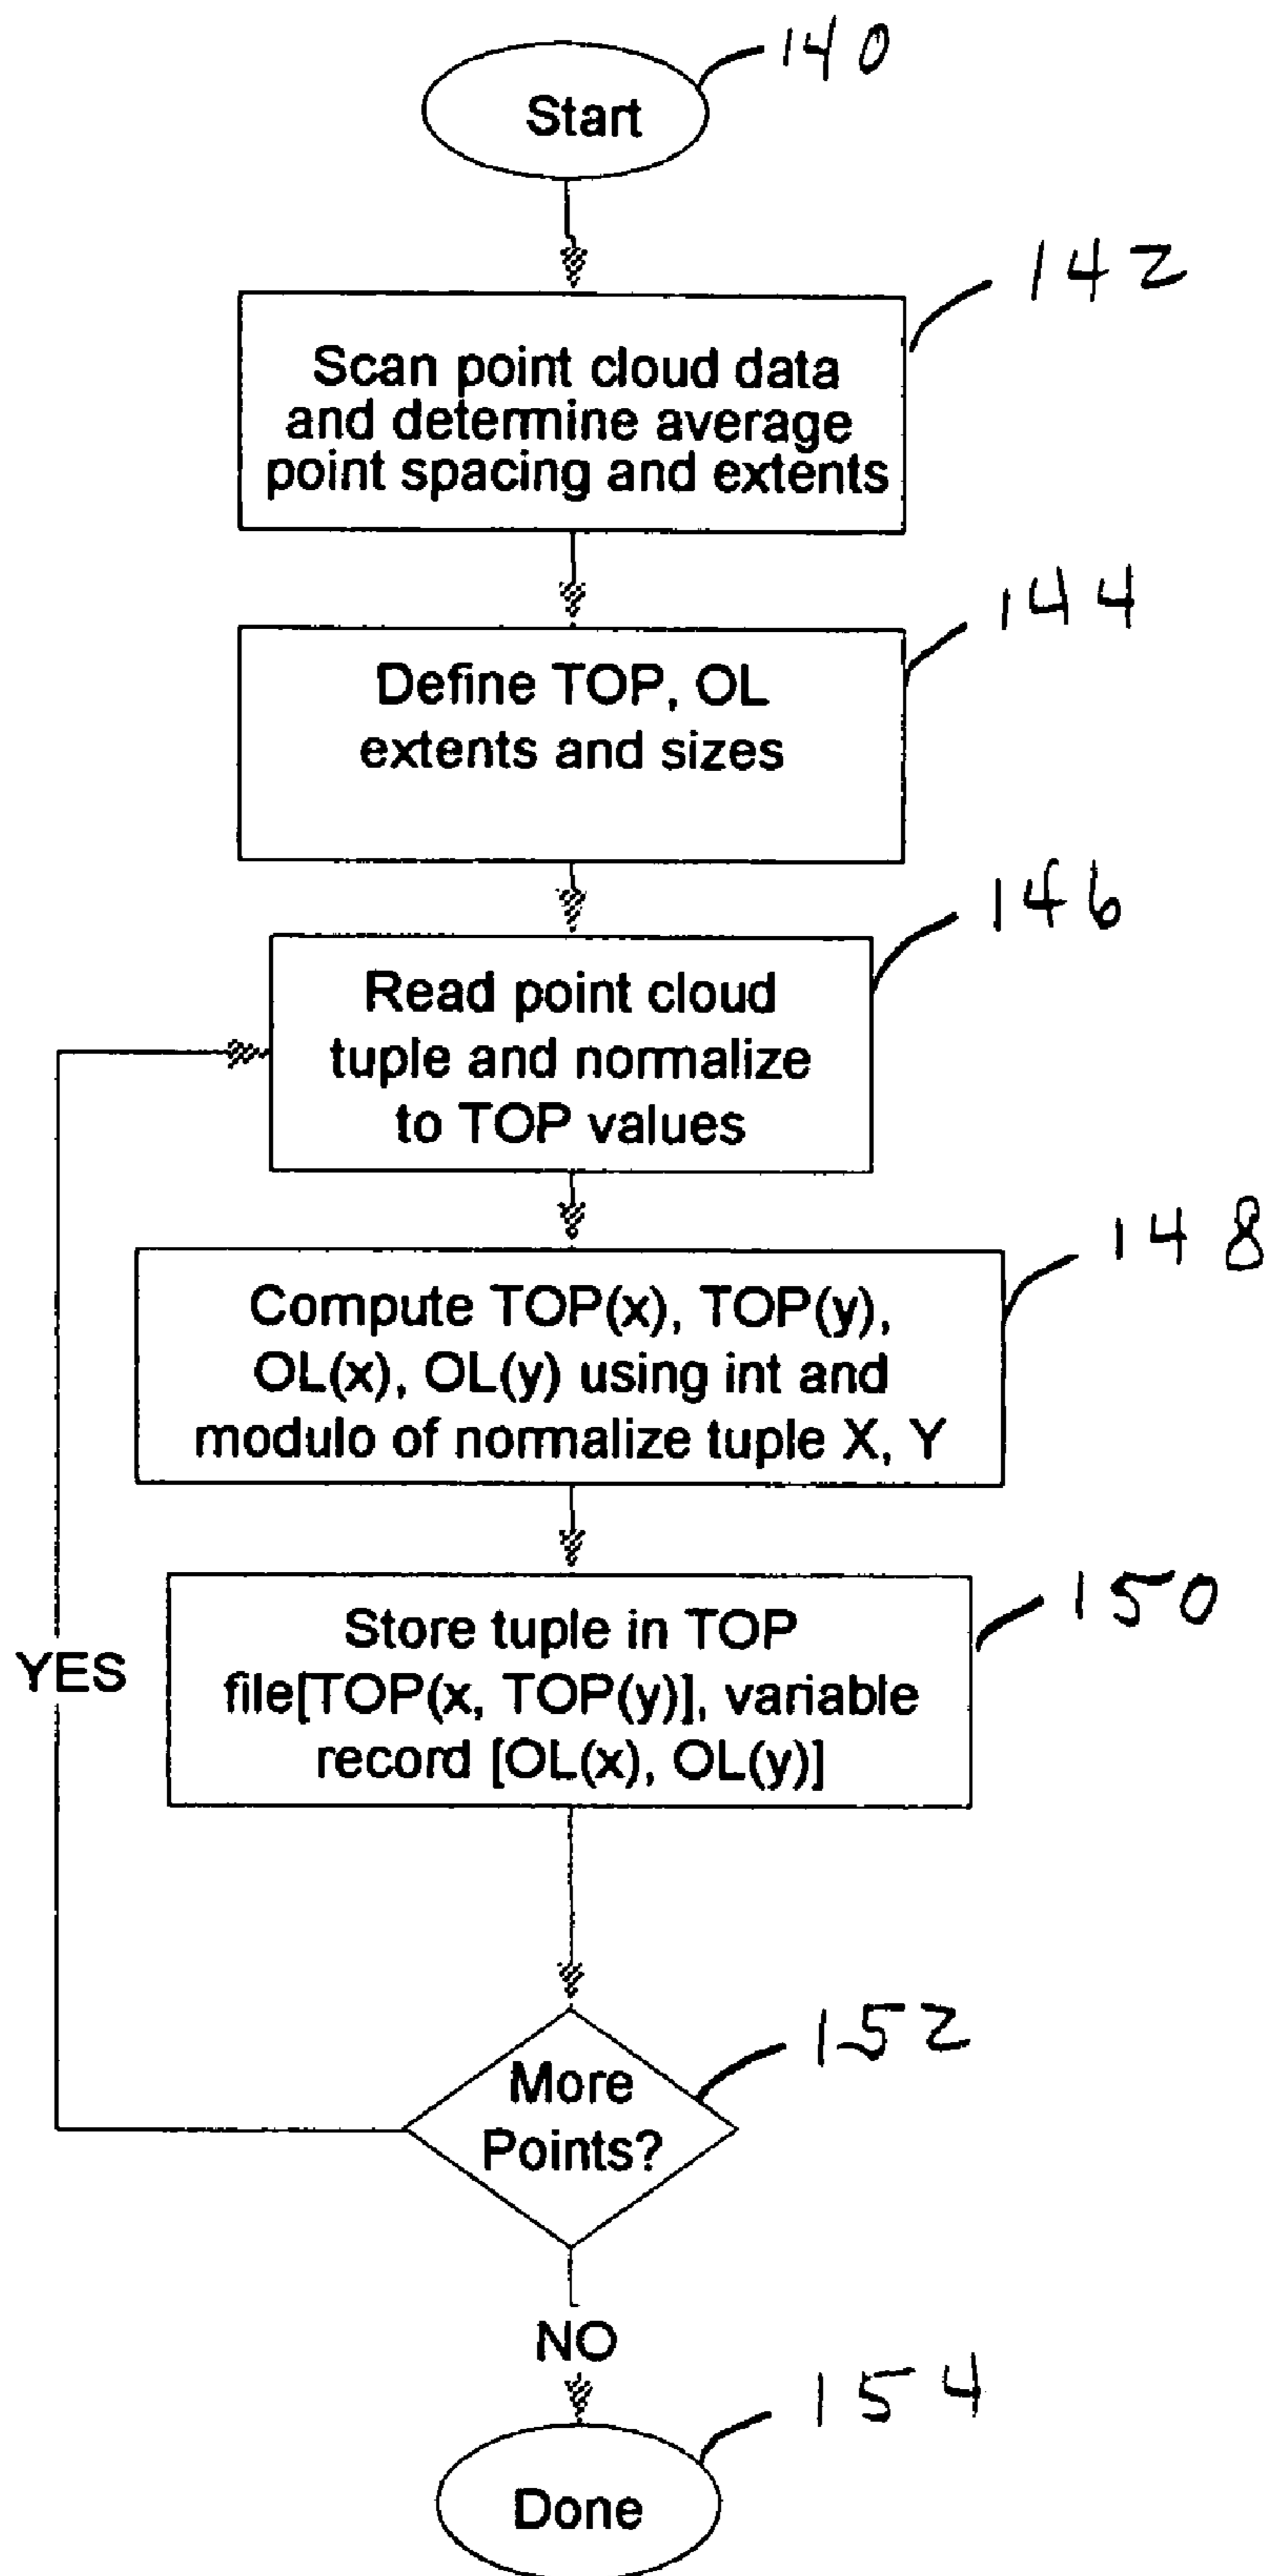 140
Start
142
Scan point cloud data
and determine average
point spacing and extents
144
Define TOP, OL
extents and sizes
146
Read point cloud
tuple and normalize
to TOP values
148
Compute TOP(x), TOP(y),
OL(x), OL(y) using int and
modulo of normalize tuple X, Y
150
Store tuple in TOP
file[TOP(x, TOP(y)], variable
record [OL(x), OL(y)]
YES
152
More
Points?
NO
154
Done